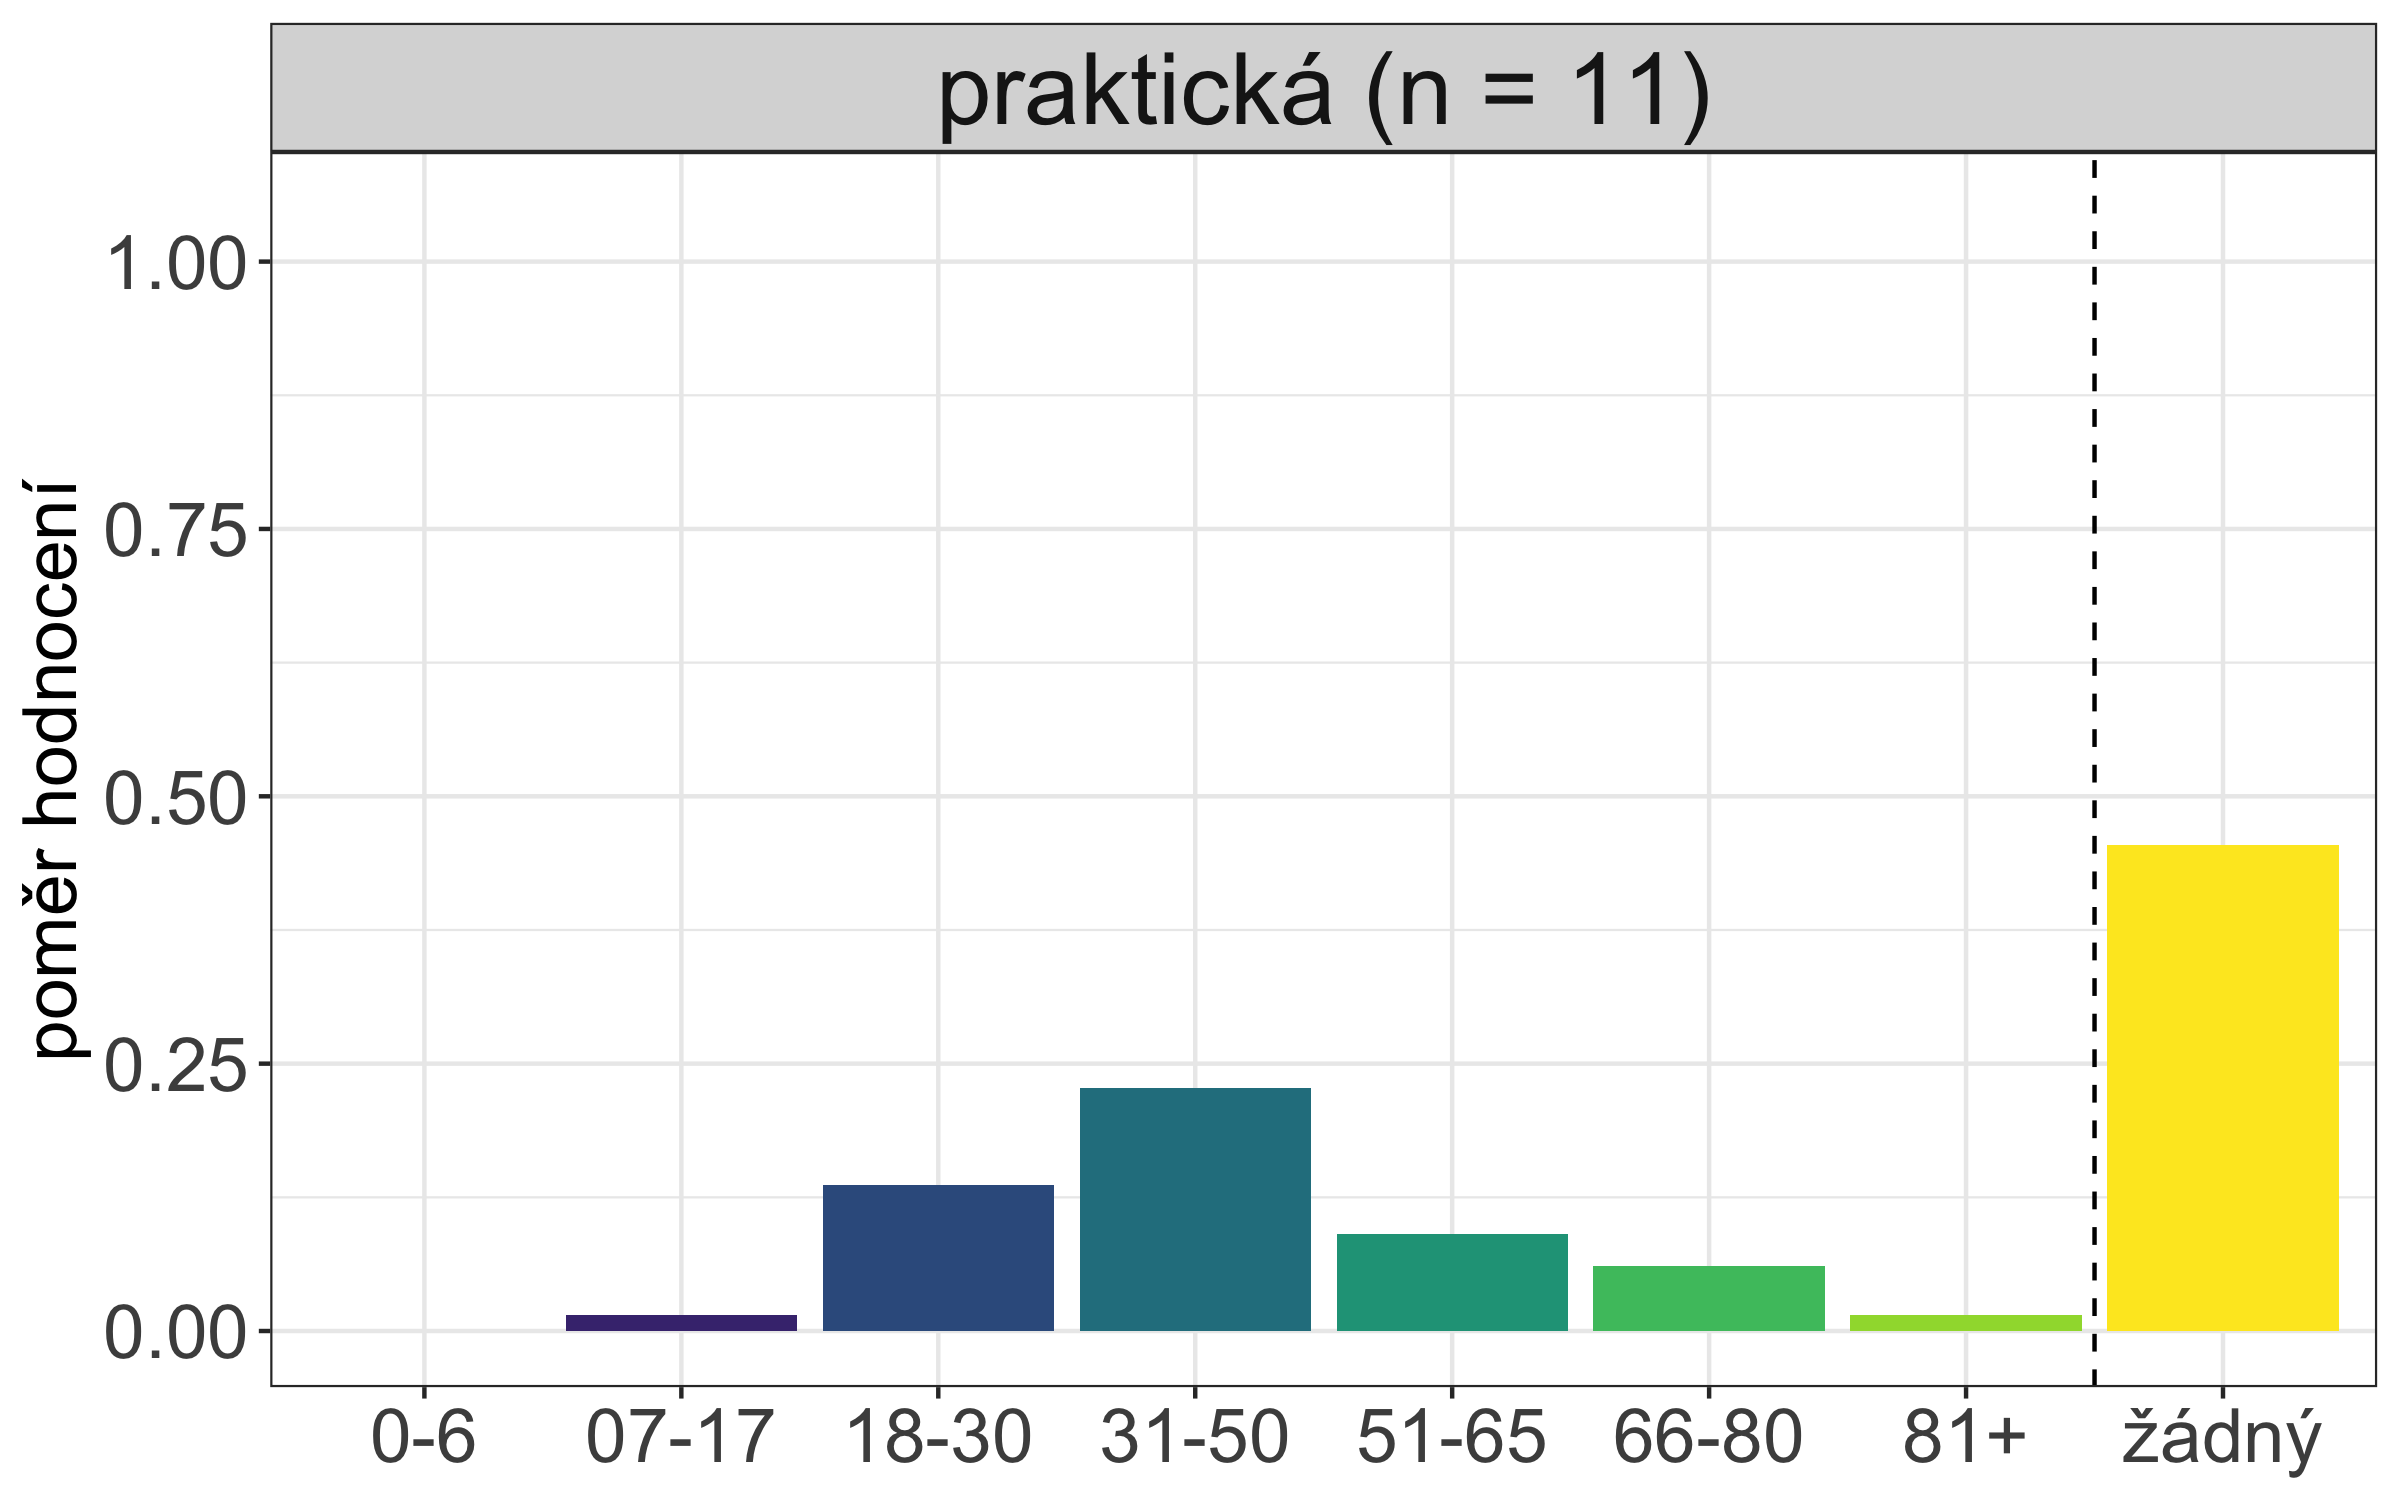 praktická (n = 11)
poměr hodnocení
1.00
0.75
0.50
0.25
0.00
0-6 07-17 18-30 31-50 51-65 66-80 81+ žádný